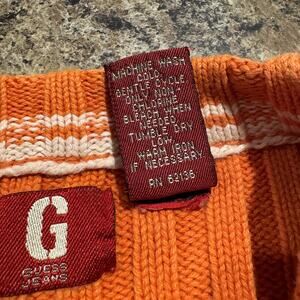 MACHINE WASH
COLD
GENTLE CYCLE
ONLY NON-
CHLORINE
BLEACH WHEN
NEEDED
TUMBLE DRY
LOW
WARM IRON
IF NECESSARY
RN 62136
G
GUESS
JEANS